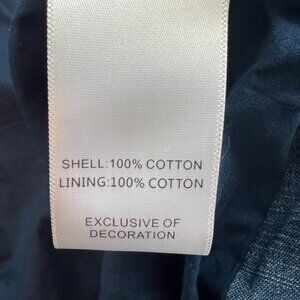 SHELL:100% COTTON
LINING:100% COTTON
EXCLUSIVE OF
DECORATION